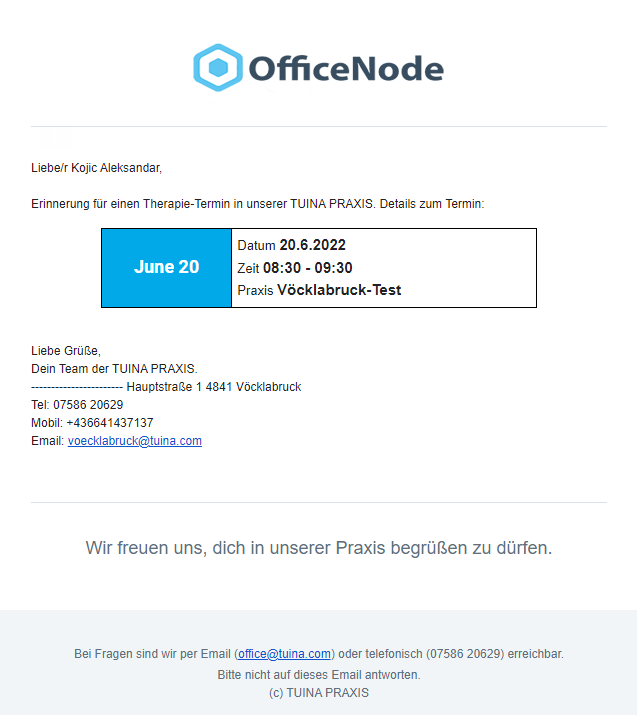 OfficeNode
Liebe/r Kojic Aleksandar,
Erinnerung für einen Therapie-Termin in unserer TUINA PRAXIS. Details zum Termin:
June 20
Datum 20.6.2022
Zeit 08:30 - 09:30
Praxis Vöcklabruck-Test
Liebe Grüße,
Dein Team der TUINA PRAXIS.
----------------------- Hauptstraße 1 4841 Vöcklabruck
Tel: 07586 20629
Mobil: +436641437137
Email: voecklabruck@tuina.com
Wir freuen uns, dich in unserer Praxis begrüßen zu dürfen.
Bei Fragen sind wir per Email (office@tuina.com) oder telefonisch (07586 20629) erreichbar.
Bitte nicht auf dieses Email antworten.
(c) TUINA PRAXIS